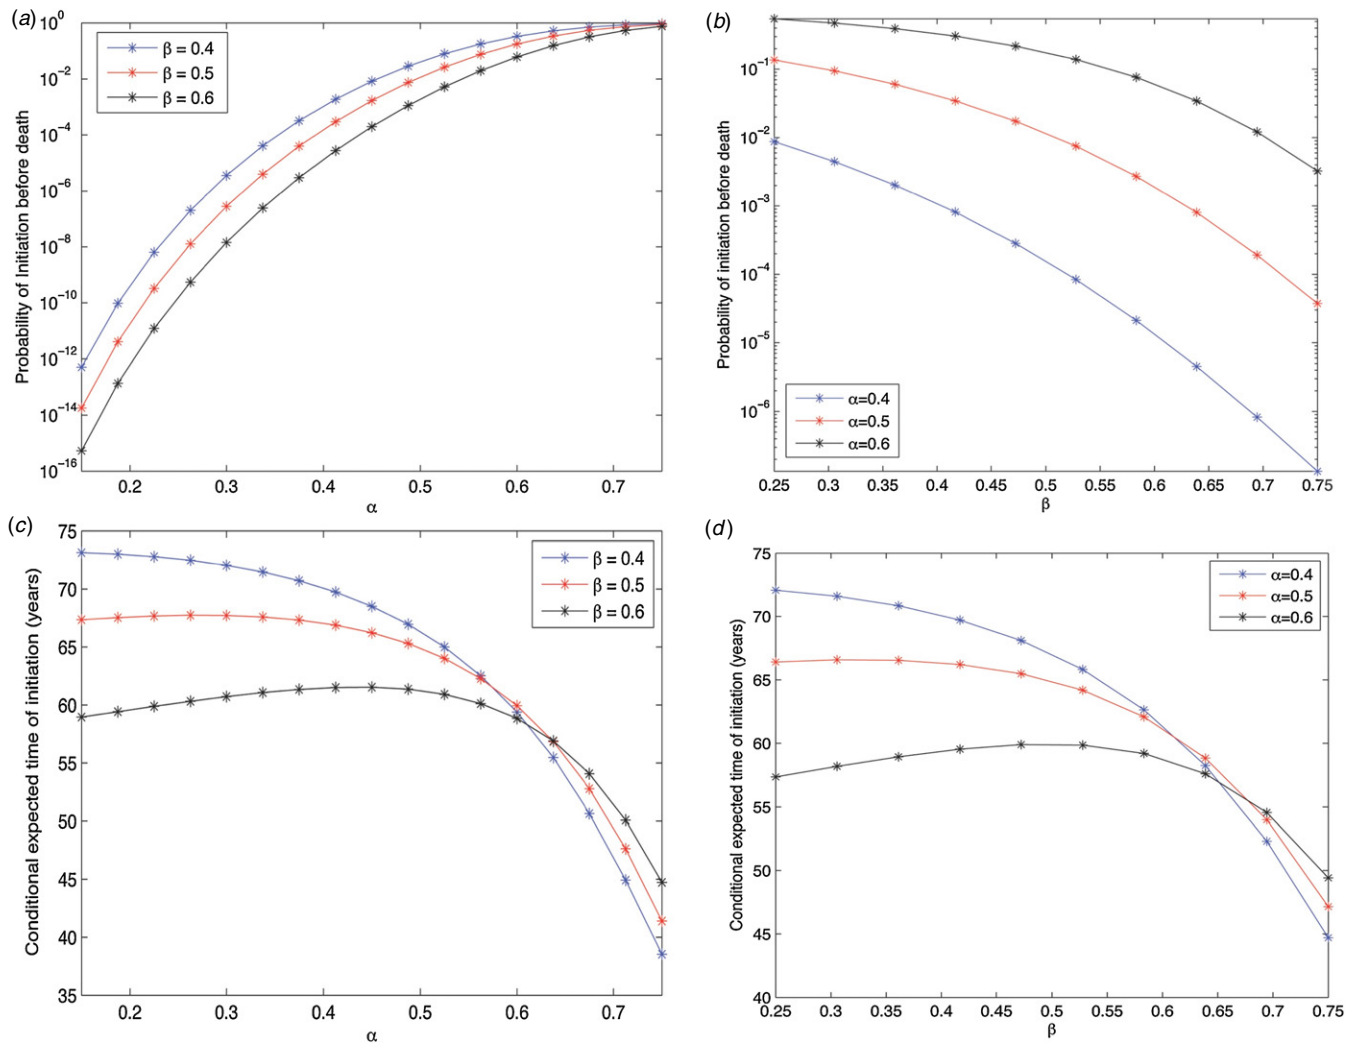 (a)
Probability of Initiation before death
10^0
10^−2
10^−4
10^−6
10^−8
10^−10
10^−12
10^−14
10^−16
β = 0.4
β = 0.5
β = 0.6
0.2 0.3 0.4 0.5 0.6 0.7
α
(b)
Probability of initiation before death
10^−1
10^−2
10^−3
10^−4
10^−5
10^−6
α=0.4
α=0.5
α=0.6
0.25 0.3 0.35 0.4 0.45 0.5 0.55 0.6 0.65 0.7 0.75
β
(c)
Conditional expected time of initiation (years)
75
70
65
60
55
50
45
40
35
β = 0.4
β = 0.5
β = 0.6
0.2 0.3 0.4 0.5 0.6 0.7
α
(d)
Conditional expected time of initiation (years)
75
70
65
60
55
50
45
40
α=0.4
α=0.5
α=0.6
0.25 0.3 0.35 0.4 0.45 0.5 0.55 0.6 0.65 0.7 0.75
β